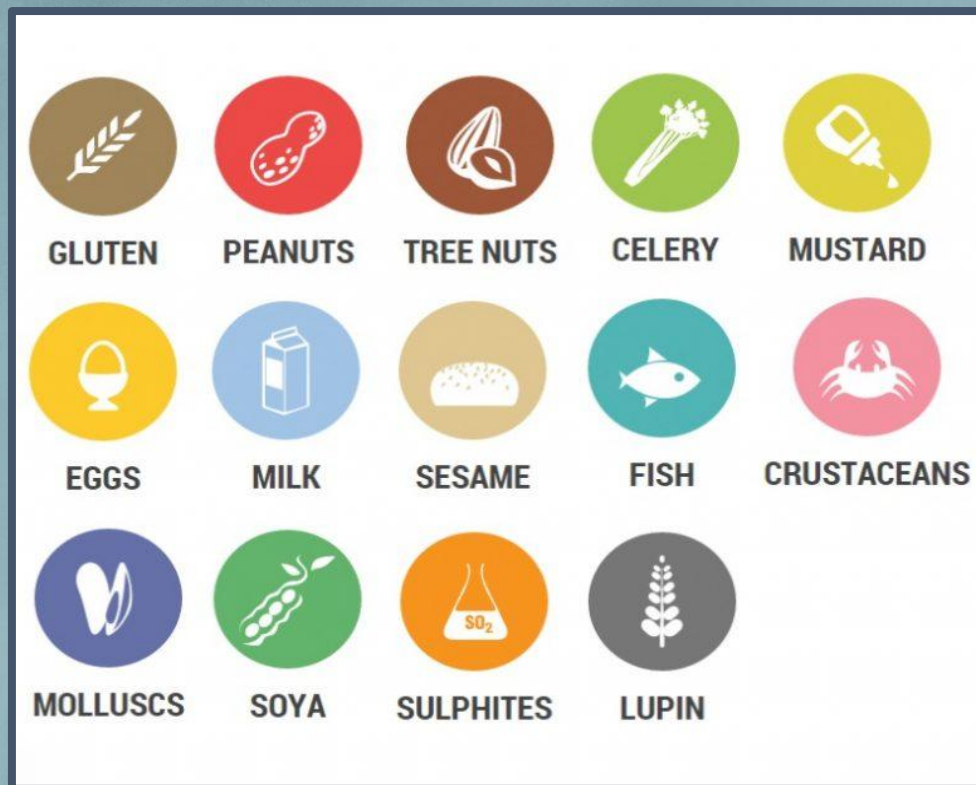 GLUTEN PEANUTS TREE NUTS CELERY MUSTARD
EGGS MILK SESAME FISH CRUSTACEANS
SO₂
MOLLUSCS SOYA SULPHITES LUPIN